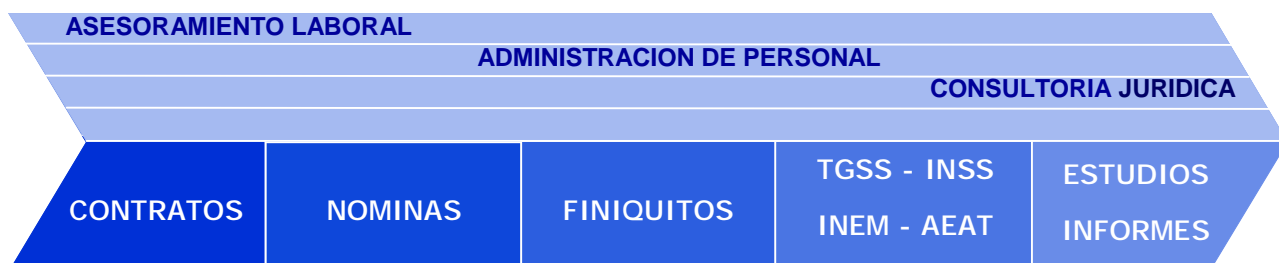 ASESORAMIENTO LABORAL
ADMINISTRACION DE PERSONAL
CONSULTORIA JURIDICA
CONTRATOS
NOMINAS
FINIQUITOS
TGSS - INSS
INEM - AEAT
ESTUDIOS
INFORMES